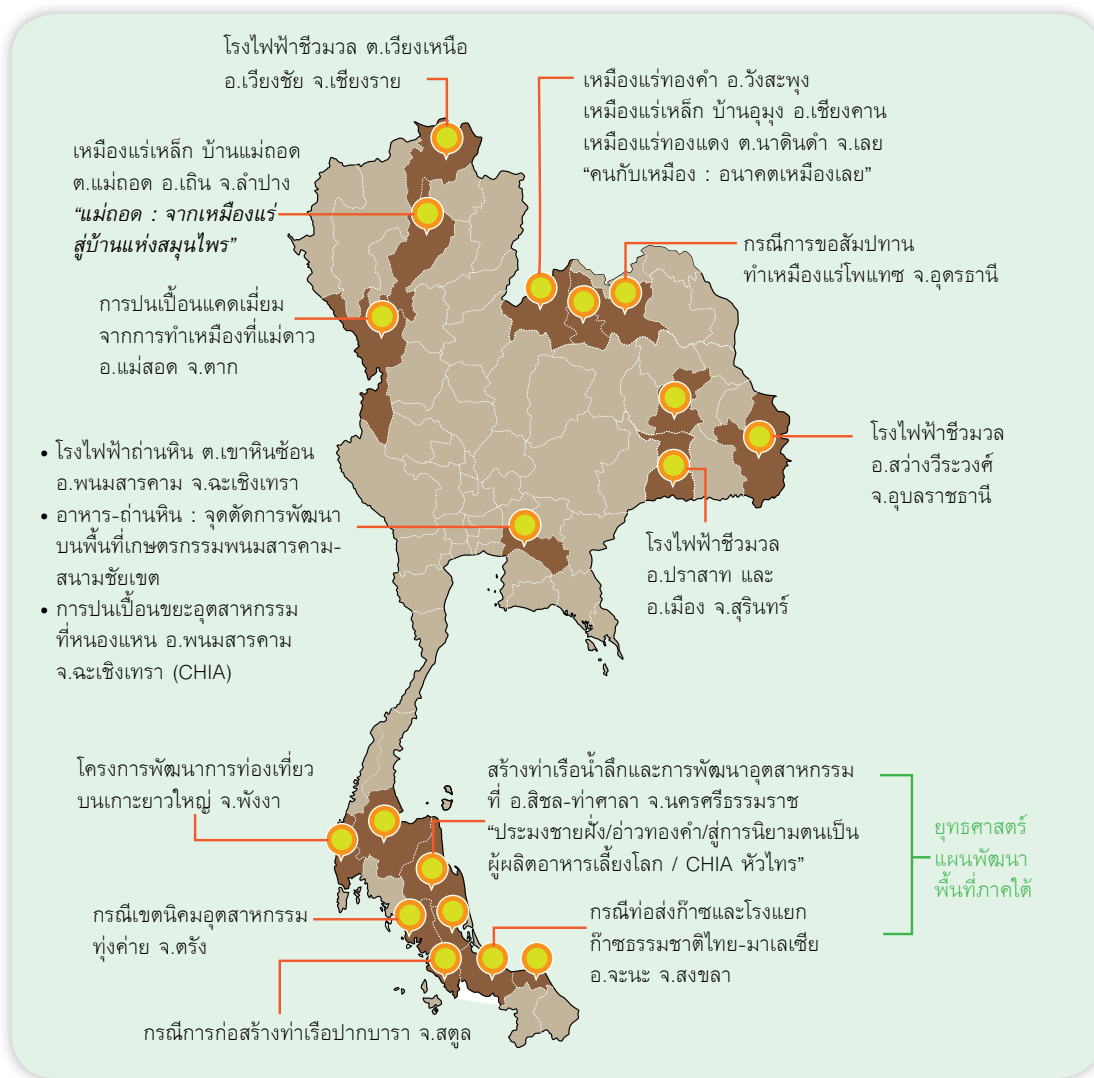 โรงไฟฟ้าชีวมวล ต.เวียงเหนือ
อ.เวียงชัย จ.เชียงราย
เหมืองแร่ทองคำ อ.วังสะพุง
เหมืองแร่เหล็ก บ้านอุมุง อ.เชียงคาน
เหมืองแร่ทองแดง ต.นาดินดำ จ.เลย
“คนกับเหมือง : อนาคตเหมืองเลย”
เหมืองแร่เหล็ก บ้านแม่ถอด
ต.แม่ถอด อ.เถิน จ.ลำปาง
“แม่ถอด : จากเหมืองแร่
สู่บ้านแห่งสมุนไพร”
กรณีการขอสัมปทาน
ทำเหมืองแร่โพแทซ จ.อุดรธานี
การปนเปื้อนแคดเมี่ยม
จากการทำเหมืองที่แม่ดาว
อ.แม่สอด จ.ตาก
โรงไฟฟ้าชีวมวล
อ.สว่างวีระวงศ์
จ.อุบลราชธานี
• โรงไฟฟ้าถ่านหิน ต.เขาหินซ้อน
อ.พนมสารคาม จ.ฉะเชิงเทรา
• อาหาร-ถ่านหิน : จุดตัดการพัฒนา
บนพื้นที่เกษตรกรรมพนมสารคาม-
สนามชัยเขต
• การปนเปื้อนขยะอุตสาหกรรม
ที่หนองแหน อ.พนมสารคาม
จ.ฉะเชิงเทรา (CHIA)
โรงไฟฟ้าชีวมวล
อ.ปราสาท และ
อ.เมือง จ.สุรินทร์
โครงการพัฒนาการท่องเที่ยว
บนเกาะยาวใหญ่ จ.พังงา
สร้างท่าเรือน้ำลึกและการพัฒนาอุตสาหกรรม
ที่ อ.สิชล-ท่าศาลา จ.นครศรีธรรมราช
“ประมงชายฝั่ง/อ่าวทองคำ/สู่การนิยามตนเป็น
ผู้ผลิตอาหารเลี้ยงโลก / CHIA หัวไทร”
ยุทธศาสตร์
แผนพัฒนา
พื้นที่ภาคใต้
กรณีเขตนิคมอุตสาหกรรม
ทุ่งค่าย จ.ตรัง
กรณีท่อส่งก๊าซและโรงแยก
ก๊าซธรรมชาติไทย-มาเลเซีย
อ.จะนะ จ.สงขลา
กรณีการก่อสร้างท่าเรือปากบารา จ.สตูล